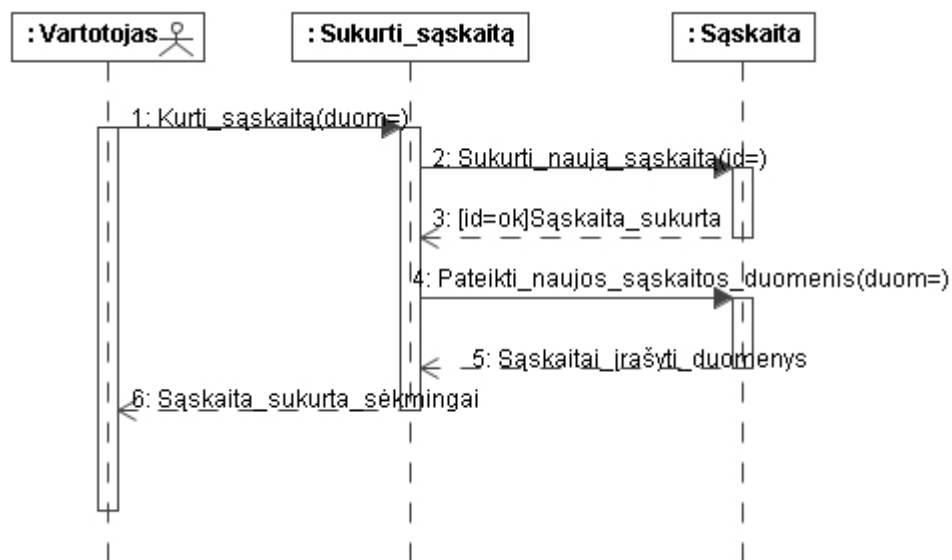 : Vartotojas
: Sukurti_sąskaitą
: Sąskaita
1: Kurti_sąskaitą(duom=)
2: Sukurti_naują_sąskaitą(id=)
3: [id=ok]Sąskaita_sukurta
4: Pateikti_naujos_sąskaitos_duomenis(duom=)
5: Sąskaitai_įrašyti_duomenys
6: Sąskaita_sukurta_sėkmingai